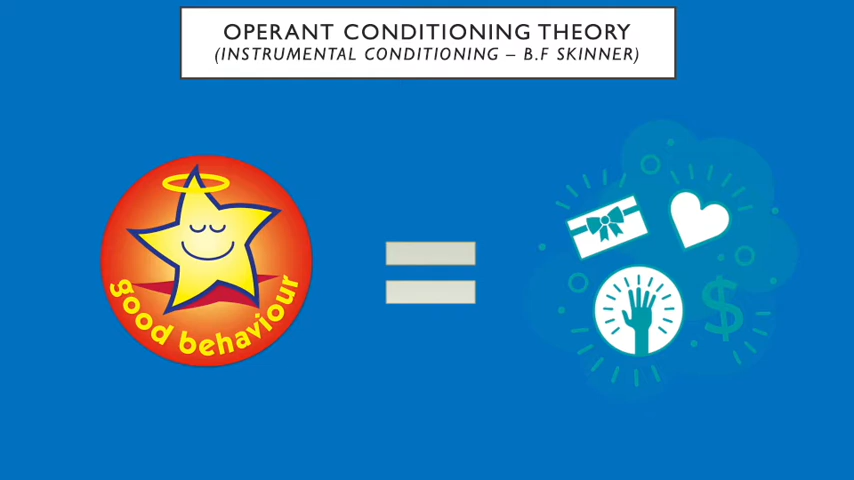 OPERANT CONDITIONING THEORY
(INSTRUMENTAL CONDITIONING – B.F SKINNER)
good behaviour
$